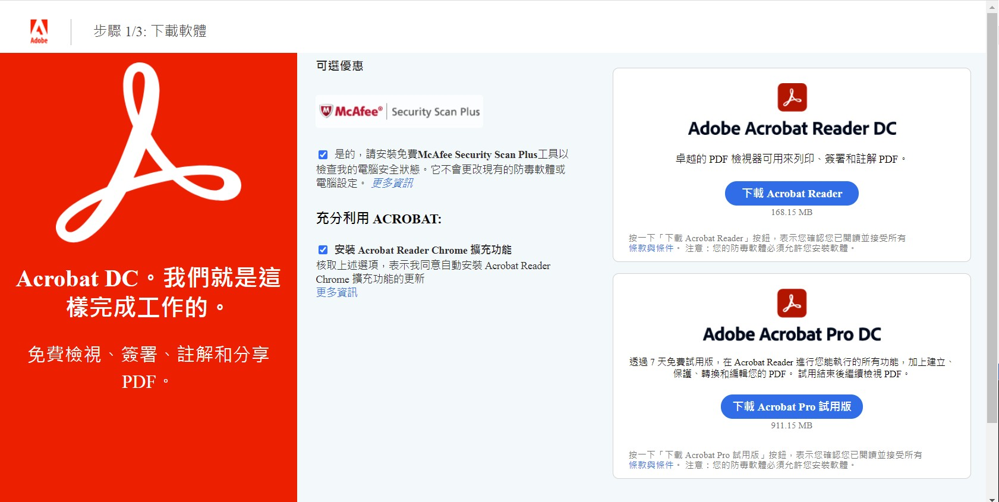 Adobe
步驟 1/3: 下載軟體
Acrobat DC。我們就是這
樣完成工作的。
免費檢視、簽署、註解和分享
PDF。
可選優惠
McAfee® Security Scan Plus
是的，請安裝免費McAfee Security Scan Plus工具以
檢查我的電腦安全狀態。它不會更改現有的防毒軟體或
電腦設定。 更多資訊
充分利用 ACROBAT:
安裝 Acrobat Reader Chrome 擴充功能
核取上述選項，表示我同意自動安裝 Acrobat Reader
Chrome 擴充功能的更新
更多資訊
Adobe Acrobat Reader DC
卓越的 PDF 檢視器可用來列印、簽署和註解 PDF。
下載 Acrobat Reader
168.15 MB
按一下「下載 Acrobat Reader」按鈕，表示您確認您已閱讀並接受所有
條款與條件。 注意：您的防毒軟體必須允許您安裝軟體。
Adobe Acrobat Pro DC
透過 7 天免費試用版，在 Acrobat Reader 進行您能執行的所有功能，加上建立、
保護、轉換和編輯您的 PDF。 試用結束後繼續檢視 PDF。
下載 Acrobat Pro 試用版
911.15 MB
按一下「下載 Acrobat Pro 試用版」按鈕，表示您確認您已閱讀並接受所有
條款與條件。 注意：您的防毒軟體必須允許您安裝軟體。